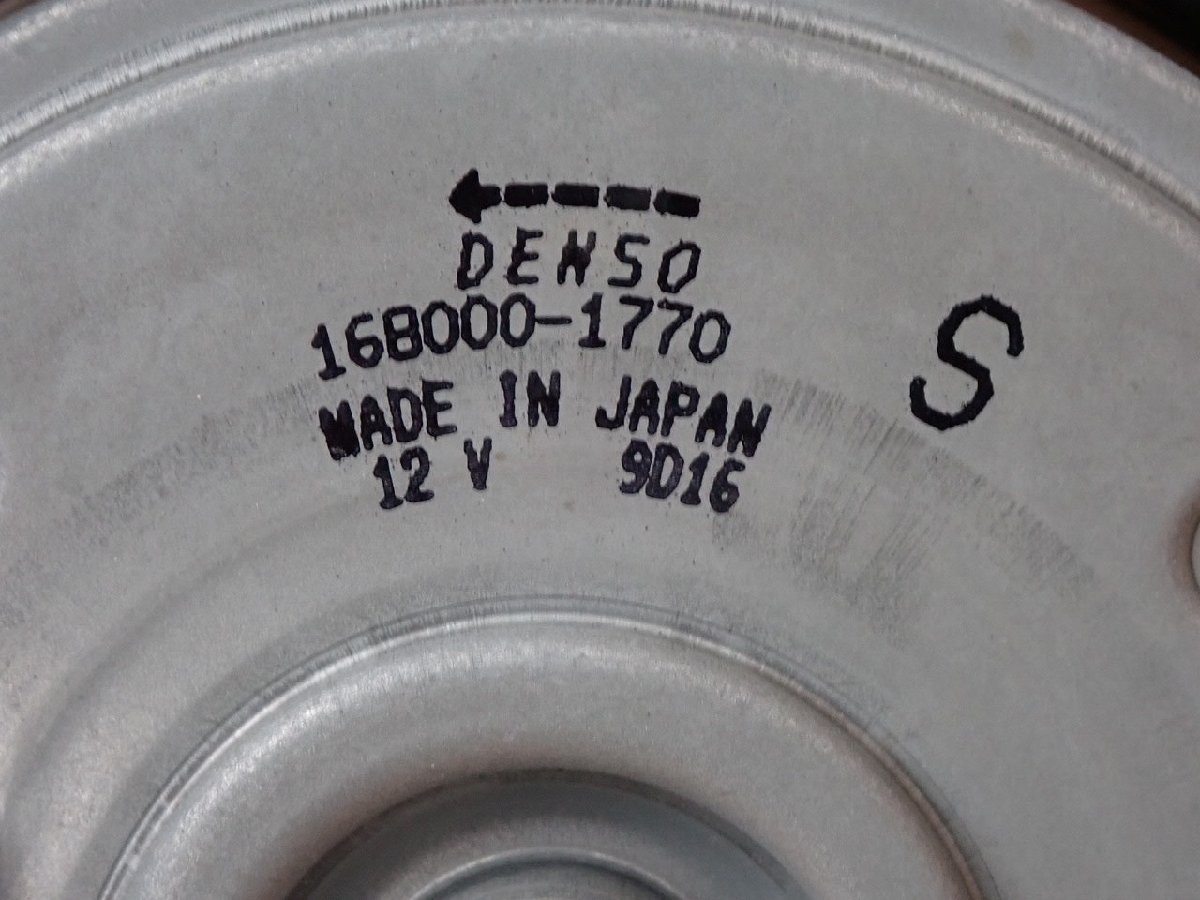 DENSO
168000-1770
S
MADE IN JAPAN
12 V 9D16